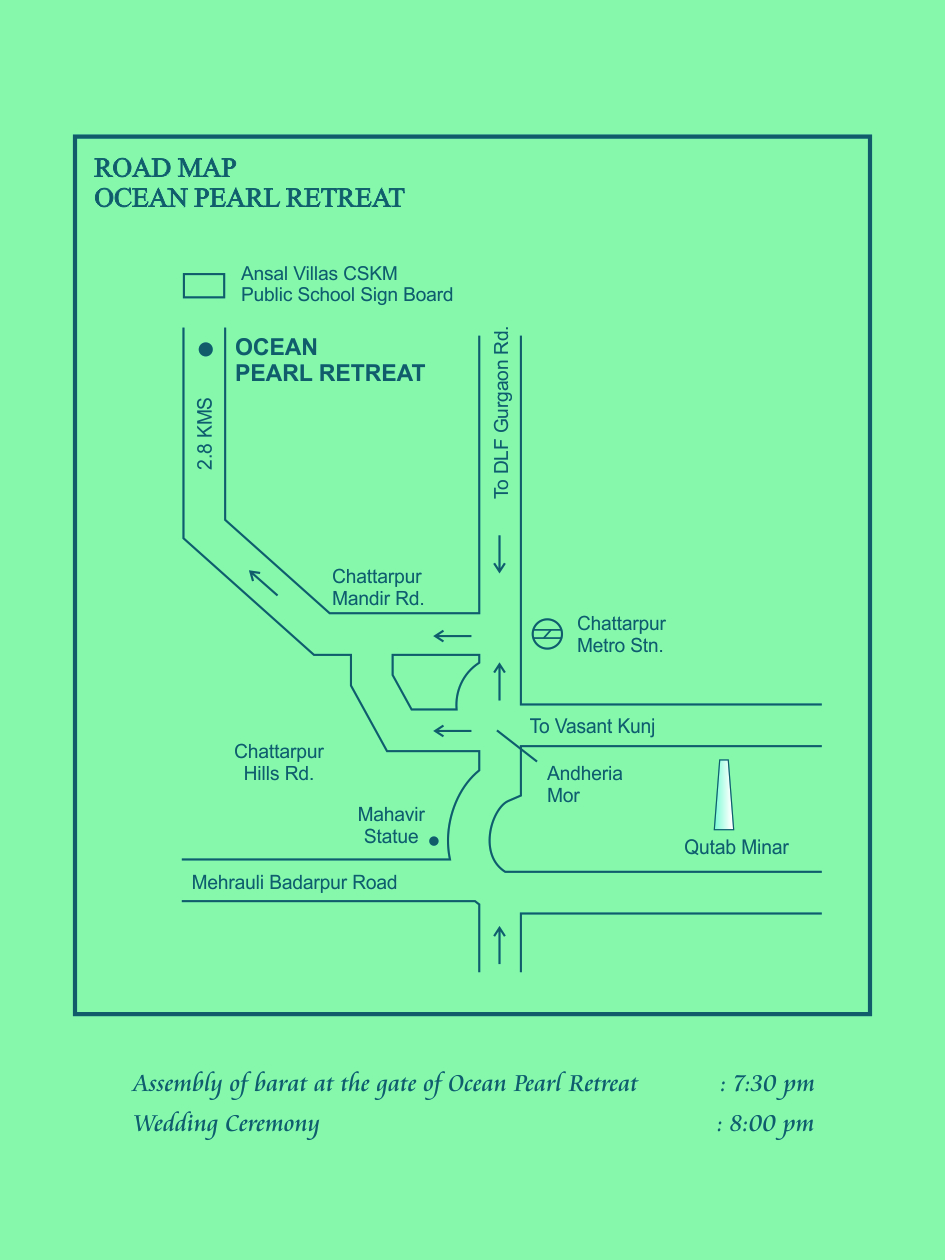 ROAD MAP
OCEAN PEARL RETREAT
Ansal Villas CSKM
Public School Sign Board
OCEAN
PEARL RETREAT
2.8 KMS
To DLF Gurgaon Rd.
Chattarpur
Mandir Rd.
Chattarpur
Metro Stn.
To Vasant Kunj
Chattarpur
Hills Rd.
Andheria
Mor
Mahavir
Statue
Qutab Minar
Mehrauli Badarpur Road
Assembly of barat at the gate of Ocean Pearl Retreat : 7:30 pm
Wedding Ceremony : 8:00 pm